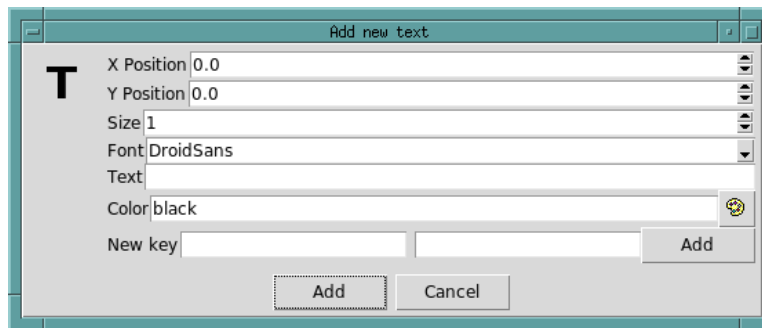 Add new text
T
X Position 0.0
Y Position 0.0
Size 1
Font DroidSans
Text
Color black
New key Add
Add Cancel